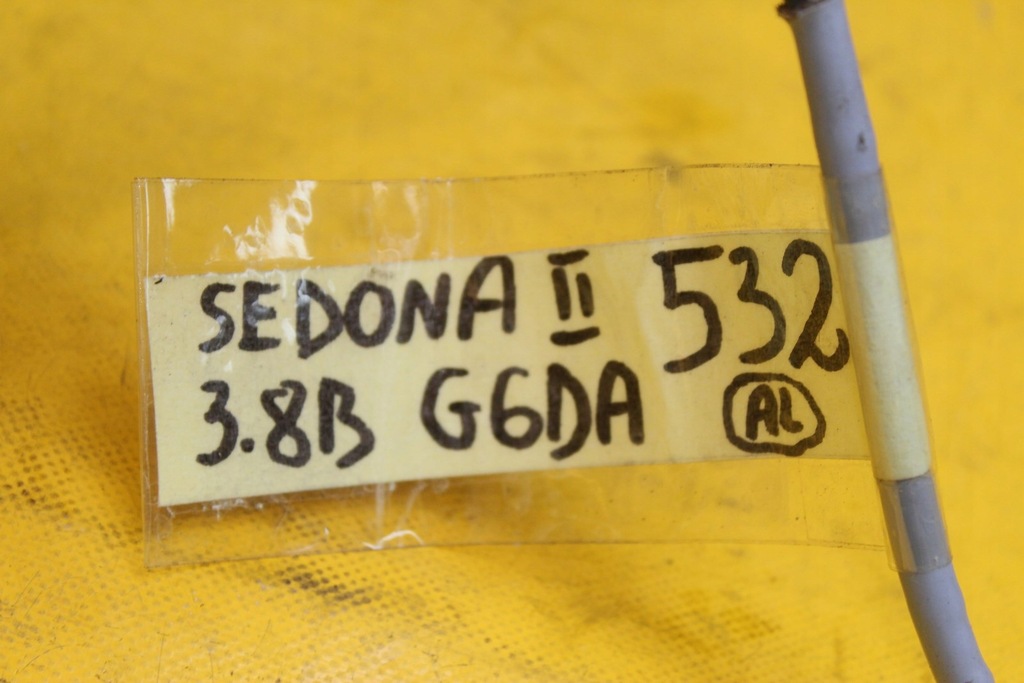 SEDONA II 532
3.8B G6DA AL